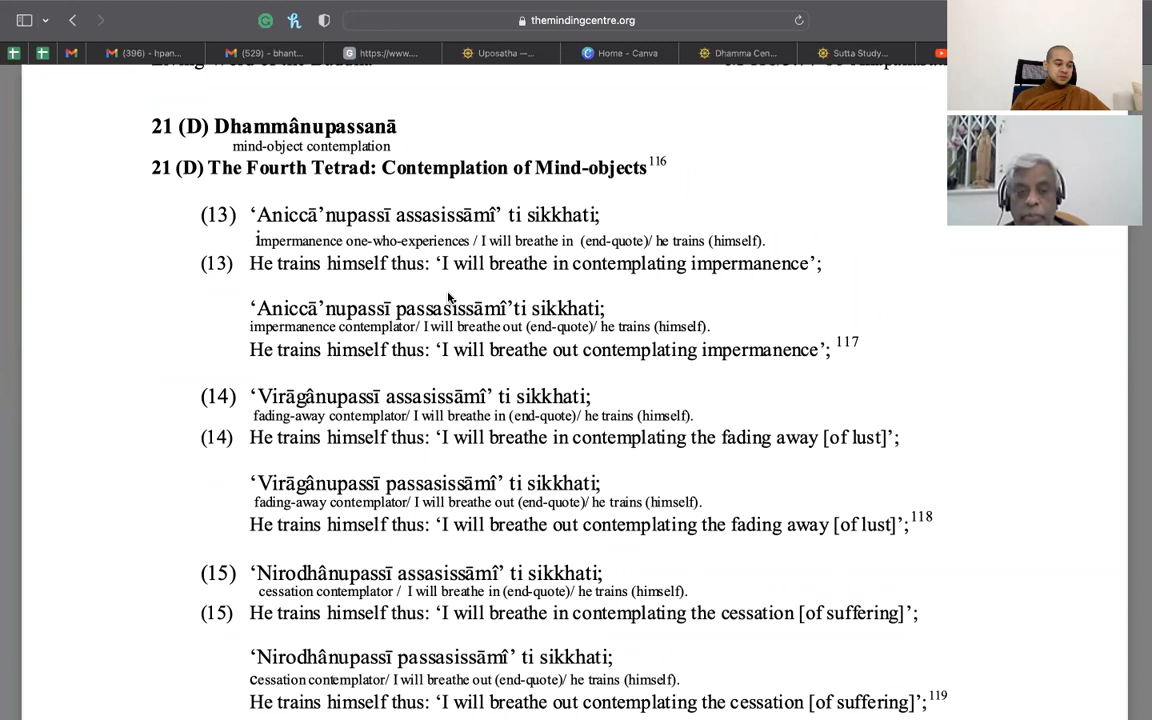 themindingcentre.org
(396) – hpan...
(529) – bhant...
https://www....
Uposatha —...
Home – Canva
Dhamma Cen...
Sutta Study...
21 (D) Dhammânupassanā
mind-object contemplation
21 (D) The Fourth Tetrad: Contemplation of Mind-objects116
(13) ‘Aniccā’nupassī assasissāmî’ ti sikkhati;
impermanence one-who-experiences / I will breathe in (end-quote)/ he trains (himself).
(13) He trains himself thus: ‘I will breathe in contemplating impermanence’;
‘Aniccā’nupassī passasissāmî’ti sikkhati;
impermanence contemplator/ I will breathe out (end-quote)/ he trains (himself).
He trains himself thus: ‘I will breathe out contemplating impermanence’; 117
(14) ‘Virāgânupassī assasissāmî’ ti sikkhati;
fading-away contemplator/ I will breathe in (end-quote)/ he trains (himself).
(14) He trains himself thus: ‘I will breathe in contemplating the fading away [of lust]’;
‘Virāgânupassī passasissāmî’ ti sikkhati;
fading-away contemplator/ I will breathe out (end-quote)/ he trains (himself).
He trains himself thus: ‘I will breathe out contemplating the fading away [of lust]’;118
(15) ‘Nirodhânupassī assasissāmî’ ti sikkhati;
cessation contemplator / I will breathe in (end-quote)/ he trains (himself).
(15) He trains himself thus: ‘I will breathe in contemplating the cessation [of suffering]’;
‘Nirodhânupassī passasissāmî’ ti sikkhati;
cessation contemplator/ I will breathe out (end-quote)/ he trains (himself).
He trains himself thus: ‘I will breathe out contemplating the cessation [of suffering]’;119